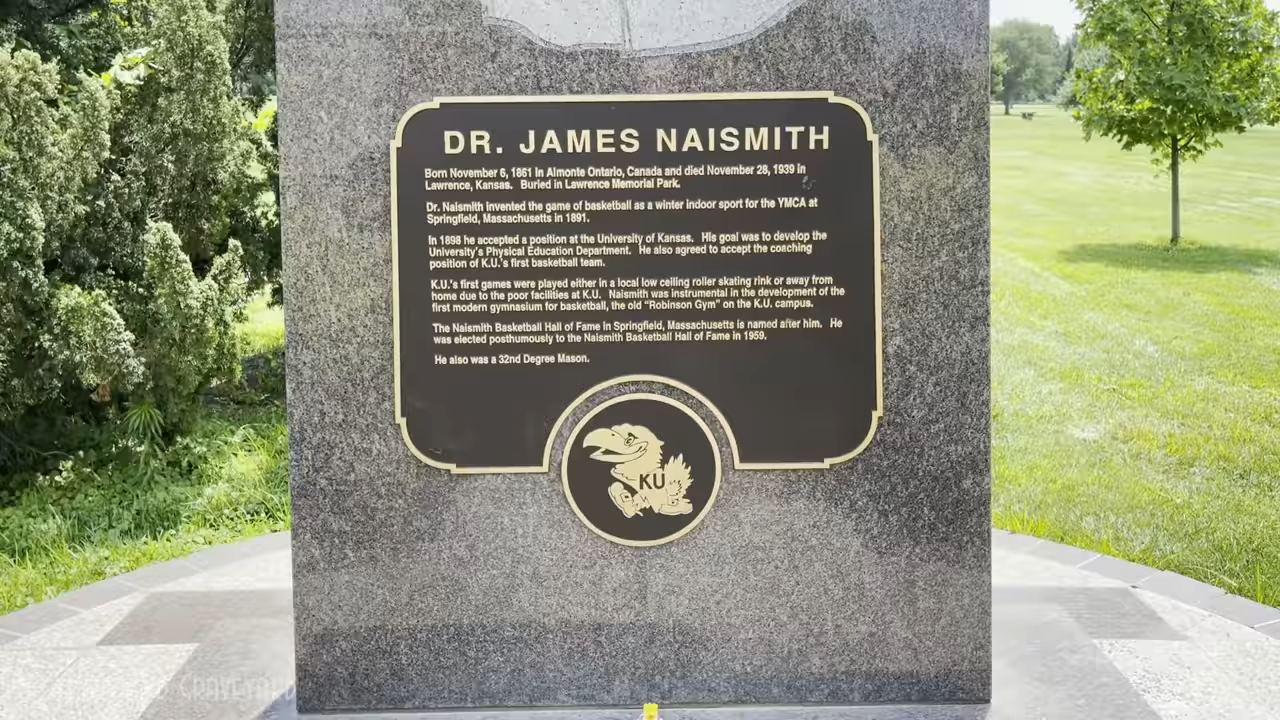 DR. JAMES NAISMITH
Born November 6, 1861 in Almonte Ontario, Canada and died November 28, 1939 in
Lawrence, Kansas. Buried in Lawrence Memorial Park.
Dr. Naismith invented the game of basketball as a winter indoor sport for the YMCA at
Springfield, Massachusetts in 1891.
In 1898 he accepted a position at the University of Kansas. His goal was to develop the
University's Physical Education Department. He also agreed to accept the coaching
position of K.U.'s first basketball team.
K.U.'s first games were played either in a local low ceiling roller skating rink or away from
home due to the poor facilities at K.U. Naismith was instrumental in the development of the
first modern gymnasium for basketball, the old "Robinson Gym" on the K.U. campus.
The Naismith Basketball Hall of Fame in Springfield, Massachusetts is named after him. He
was elected posthumously to the Naismith Basketball Hall of Fame in 1959.
He also was a 32nd Degree Mason.
KU